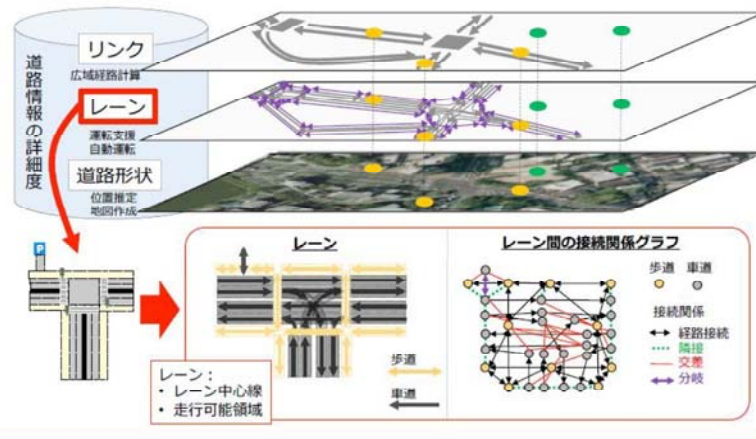 道路情報の詳細度
リンク
広域経路計算
レーン
運転支援
自動運転
道路形状
位置推定
地図作成
P
レーン
歩道
車道
レーン：
・ レーン中心線
・ 走行可能領域
レーン間の接続関係グラフ
歩道 車道
接続関係
経路接続
隣接
交差
分岐